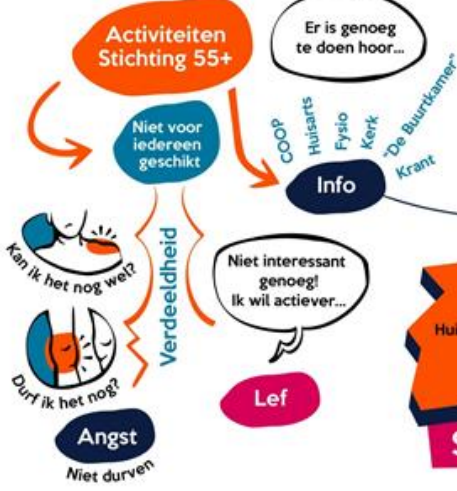 Activiteiten
Stichting 55+
Er is genoeg
te doen hoor...
Niet voor
iedereen
geschikt
COOP
Huisarts
Fysio
Kerk
"De Buurtkamer"
Krant
Info
Kan ik het nog wel?
Verdeeldheid
Niet interessant
genoeg!
Ik wil actiever...
Durf ik het nog?
Lef
Angst
Niet durven